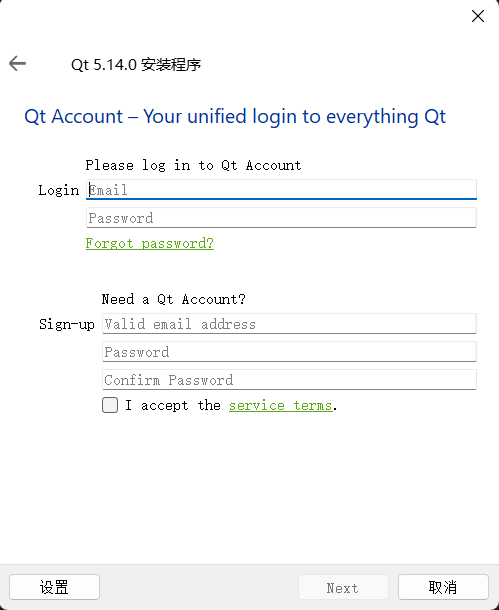 Qt 5.14.0 安装程序
Qt Account – Your unified login to everything Qt
Please log in to Qt Account
Login Email
Password
Forgot password?
Need a Qt Account?
Sign-up Valid email address
Password
Confirm Password
I accept the service terms.
设置 Next 取消